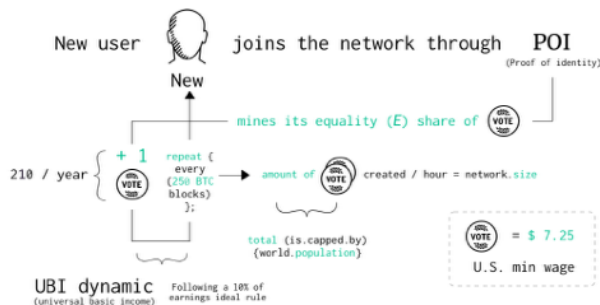 New user joins the network through POI
(Proof of identity)
New
mines its equality (E) share of VOTE
+ 1
210 / year
VOTE
repeat {
every
(250 BTC
blocks)
};
amount of VOTE created / hour = network.size
total (is.capped.by)
{world.population}
VOTE = $ 7.25
U.S. min wage
UBI dynamic
(universal basic income)
Following a 10% of
earnings ideal rule